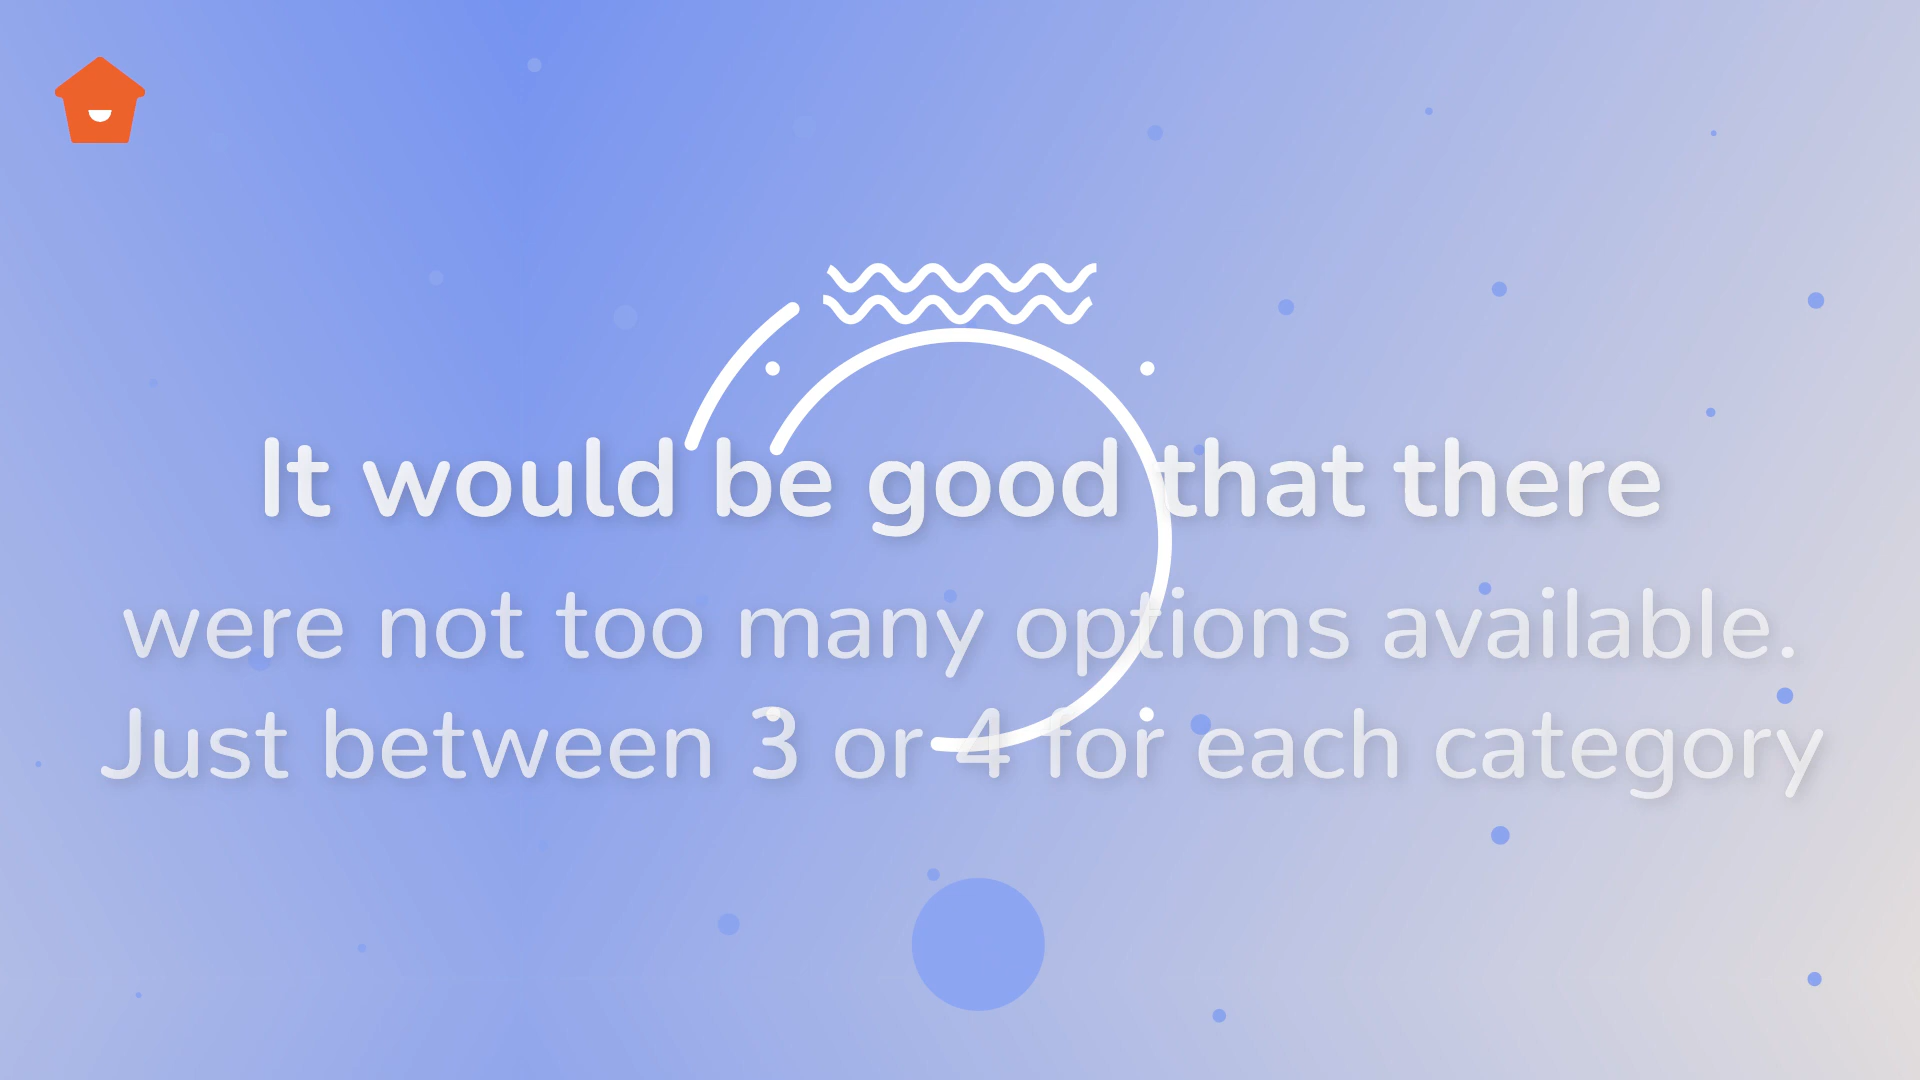 It would be good that there
were not too many options available.
Just between 3 or 4 for each category